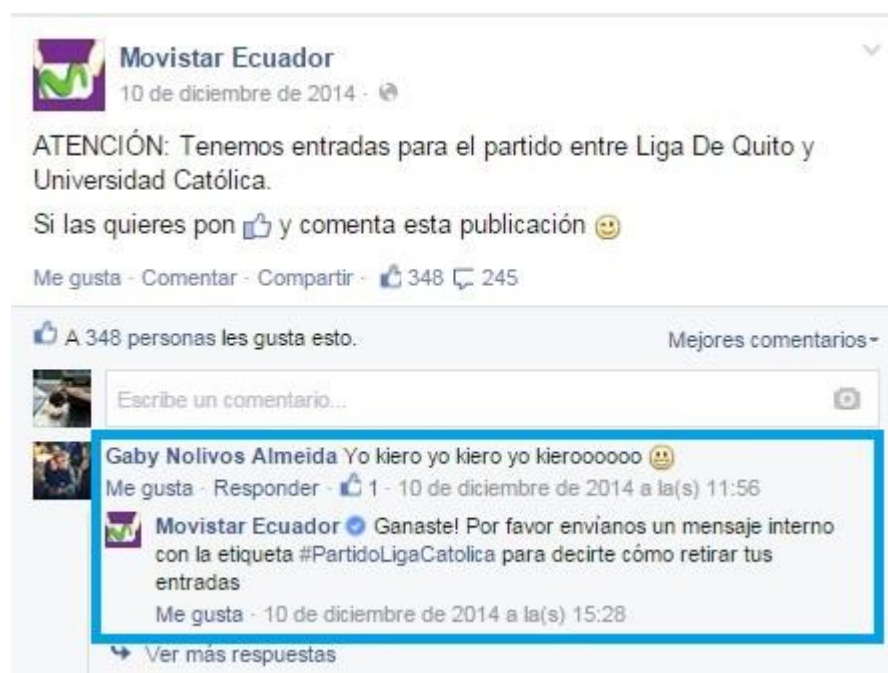 Movistar Ecuador
10 de diciembre de 2014 ·
ATENCIÓN: Tenemos entradas para el partido entre Liga De Quito y
Universidad Católica.
Si las quieres pon y comenta esta publicación
Me gusta · Comentar · Compartir · 348 245
A 348 personas les gusta esto.
Mejores comentarios
Escribe un comentario...
Gaby Nolivos Almeida Yo kiero yo kiero yo kieroooooo
Me gusta · Responder · 1 · 10 de diciembre de 2014 a la(s) 11:56
Movistar Ecuador Ganaste! Por favor envíanos un mensaje interno
con la etiqueta #PartidoLigaCatolica para decirte cómo retirar tus
entradas
Me gusta · 10 de diciembre de 2014 a la(s) 15:28
Ver más respuestas